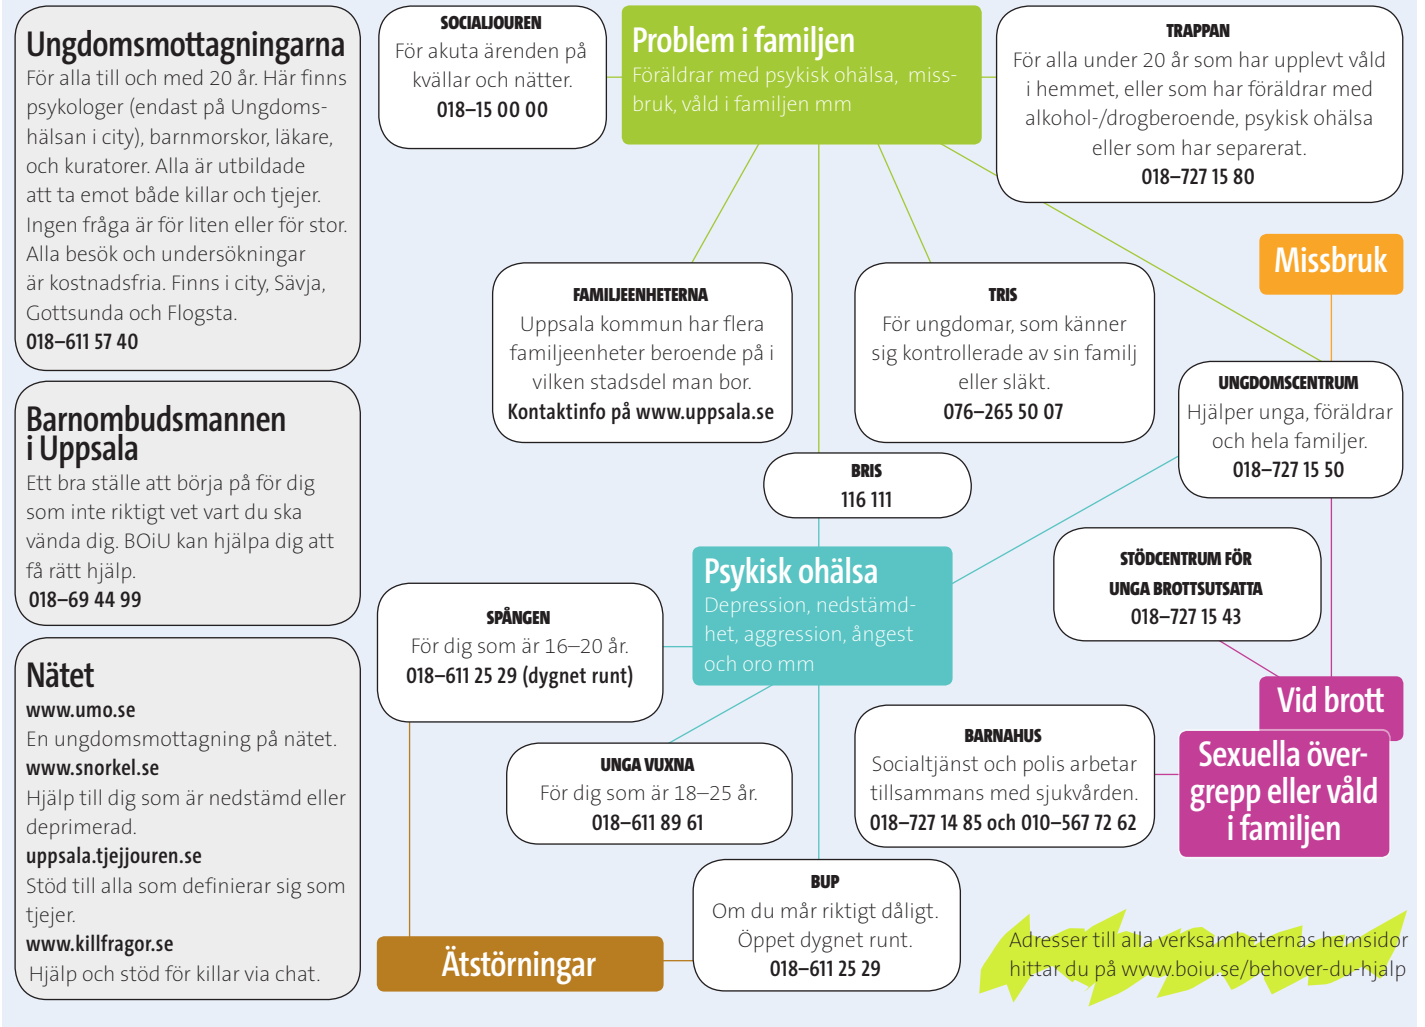 Ungdomsmottagningarna
För alla till och med 20 år. Här finns
psykologer (endast på Ungdoms-
hälsan i city), barnmorskor, läkare,
och kuratorer. Alla är utbildade
att ta emot både killar och tjejer.
Ingen fråga är för liten eller för stor.
Alla besök och undersökningar
är kostnadsfria. Finns i city, Sävja,
Gottsunda och Flogsta.
018–611 57 40
Barnombudsmannen
i Uppsala
Ett bra ställe att börja på för dig
som inte riktigt vet vart du ska
vända dig. BOiU kan hjälpa dig att
få rätt hjälp.
018–69 44 99
Nätet
www.umo.se
En ungdomsmottagning på nätet.
www.snorkel.se
Hjälp till dig som är nedstämd eller
deprimerad.
uppsala.tjejjouren.se
Stöd till alla som definierar sig som
tjejer.
www.killfragor.se
Hjälp och stöd för killar via chat.
SOCIALJOUREN
För akuta ärenden på
kvällar och nätter.
018–15 00 00
Problem i familjen
Föräldrar med psykisk ohälsa, miss-
bruk, våld i familjen mm
TRAPPAN
För alla under 20 år som har upplevt våld
i hemmet, eller som har föräldrar med
alkohol-/drogberoende, psykisk ohälsa
eller som har separerat.
018–727 15 80
FAMILJEENHETERNA
Uppsala kommun har flera
familjeenheter beroende på i
vilken stadsdel man bor.
Kontaktinfo på www.uppsala.se
TRIS
För ungdomar, som känner
sig kontrollerade av sin familj
eller släkt.
076–265 50 07
Missbruk
UNGDOMSCENTRUM
Hjälper unga, föräldrar
och hela familjer.
018–727 15 50
BRIS
116 111
Psykisk ohälsa
Depression, nedstämd-
het, aggression, ångest
och oro mm
STÖDCENTRUM FÖR
UNGA BROTTSUTSATTA
018–727 15 43
SPÅNGEN
För dig som är 16–20 år.
018–611 25 29 (dygnet runt)
Vid brott
Sexuella över-
grepp eller våld
i familjen
BARNAHUS
Socialtjänst och polis arbetar
tillsammans med sjukvården.
018–727 14 85 och 010–567 72 62
UNGA VUXNA
För dig som är 18–25 år.
018–611 89 61
BUP
Om du mår riktigt dåligt.
Öppet dygnet runt.
018–611 25 29
Ätstörningar
Adresser till alla verksamheternas hemsidor
hittar du på www.boiu.se/behover-du-hjalp